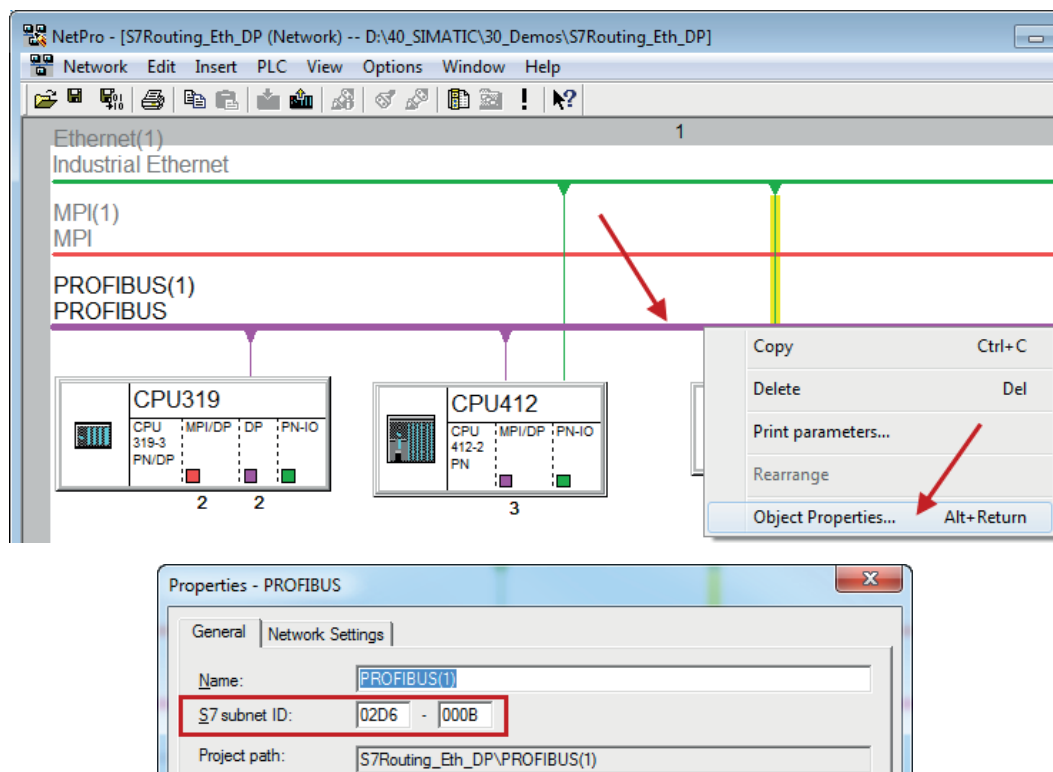 NetPro - [S7Routing_Eth_DP (Network) -- D:\40_SIMATIC\30_Demos\S7Routing_Eth_DP]
Network Edit Insert PLC View Options Window Help
1
Ethernet(1)
Industrial Ethernet
MPI(1)
MPI
PROFIBUS(1)
PROFIBUS
Copy Ctrl+C
Delete Del
Print parameters...
Rearrange
Object Properties... Alt+Return
CPU319
CPU 319-3 PN/DP
MPI/DP
DP
PN-IO
2 2
CPU412
CPU 412-2 PN
MPI/DP
PN-IO
3
Properties - PROFIBUS
General Network Settings
Name: PROFIBUS(1)
S7 subnet ID: 02D6 - 000B
Project path: S7Routing_Eth_DP\PROFIBUS(1)